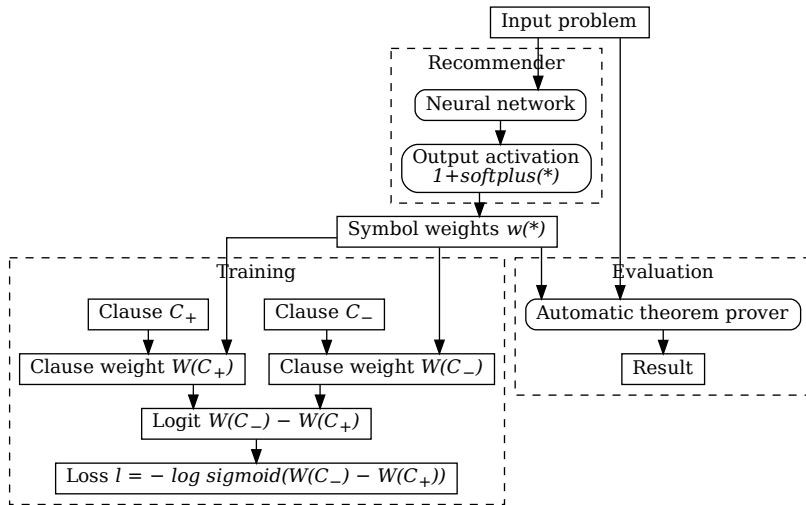 Input problem
Recommender
Neural network
Output activation
1+softplus(*)
Symbol weights w(*)
Training
Evaluation
Clause C₊
Clause C₋
Automatic theorem prover
Clause weight W(C₊)
Clause weight W(C₋)
Result
Logit W(C₋) − W(C₊)
Loss l = − log sigmoid(W(C₋) − W(C₊))